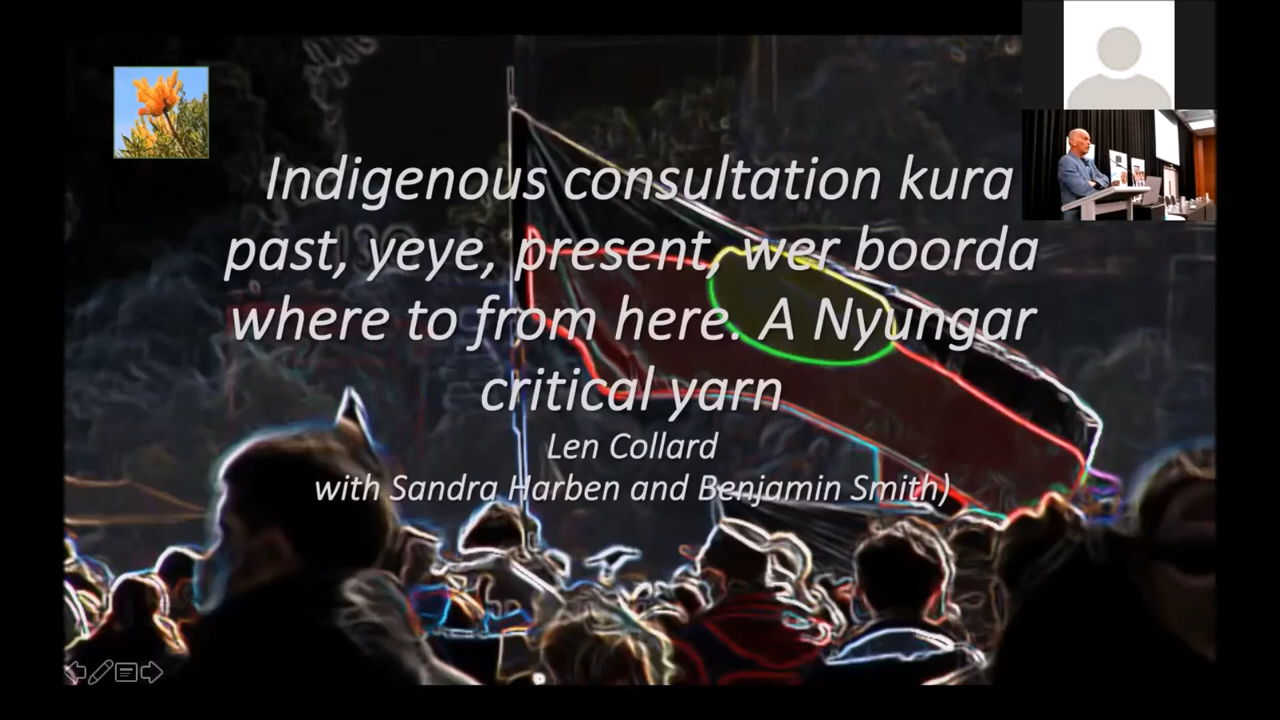 Indigenous consultation kura
past, yeye, present, wer boorda
where to from here. A Nyungar
critical yarn
Len Collard
with Sandra Harben and Benjamin Smith)